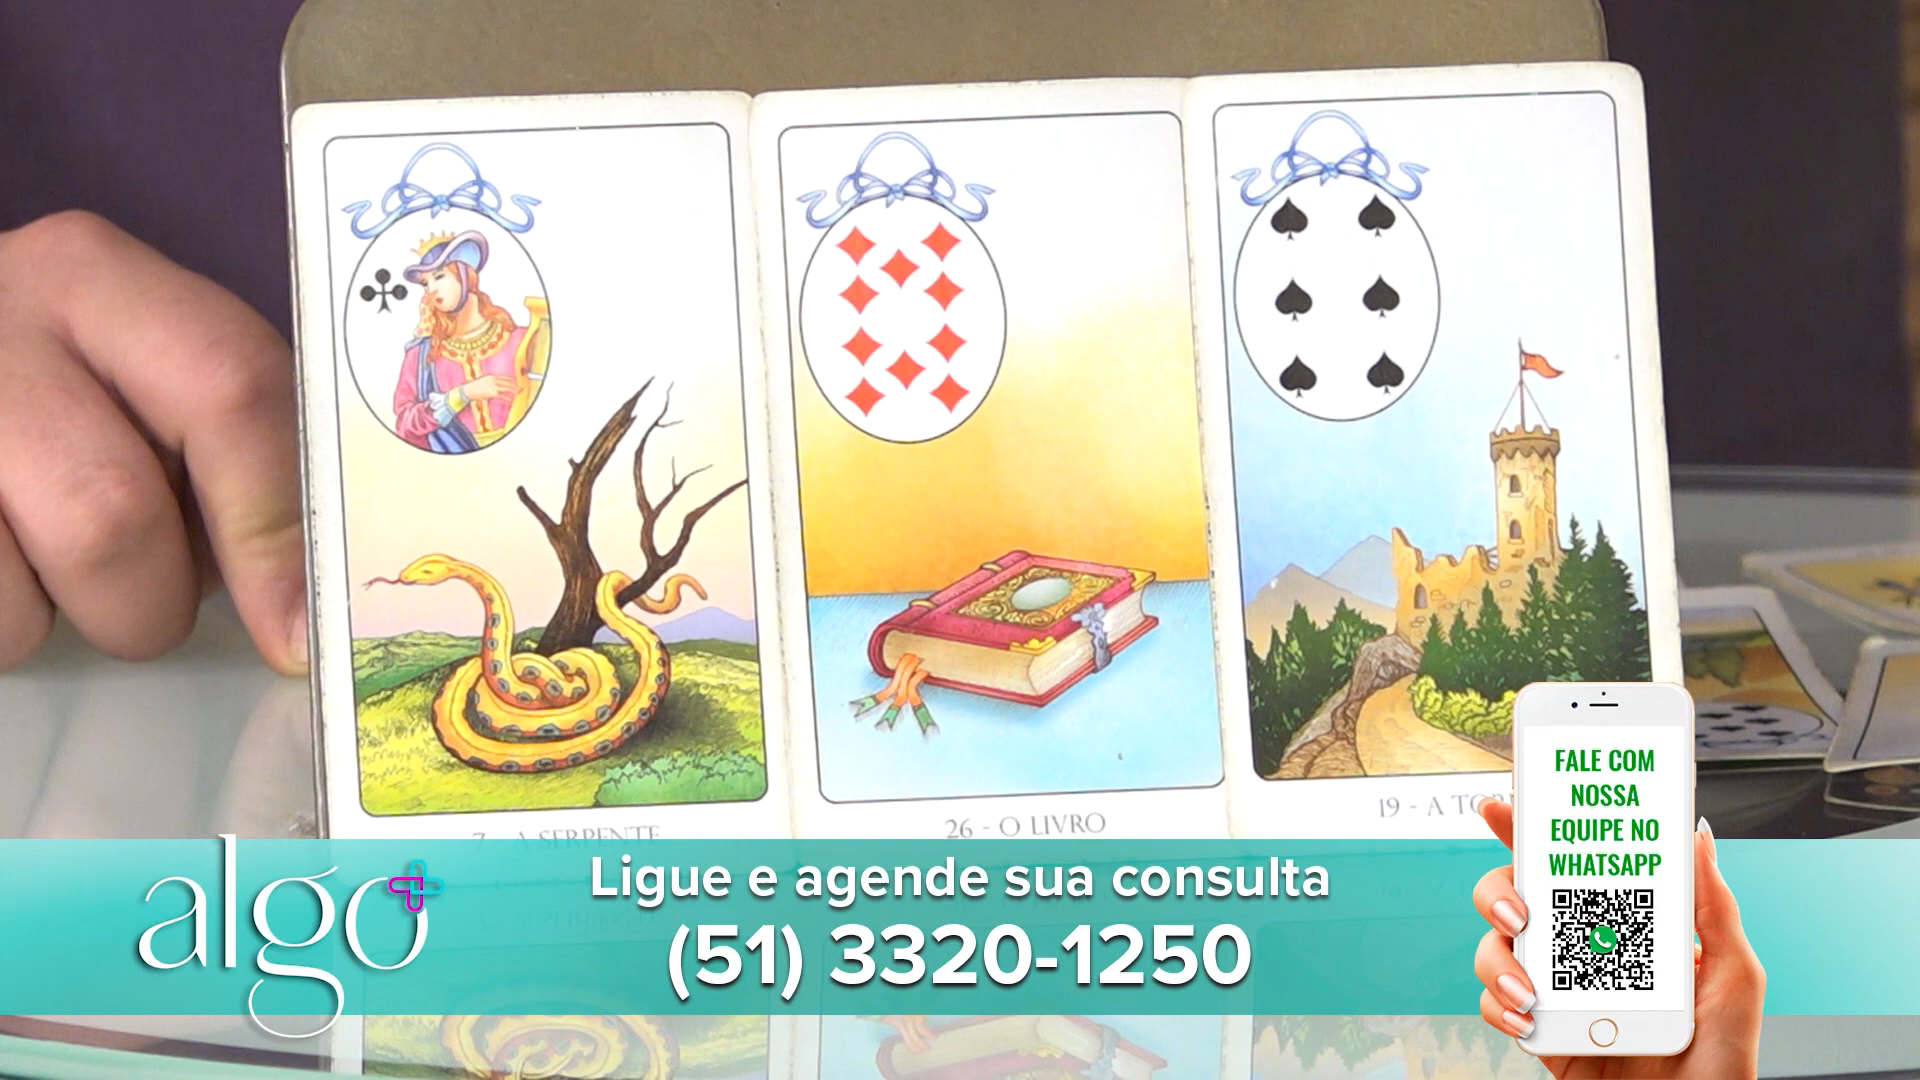 7 - A SERPENTE
26 - O LIVRO
19 - A
algo+
Ligue e agende sua consulta
(51) 3320-1250
FALE COM
NOSSA
EQUIPE NO
WHATSAPP